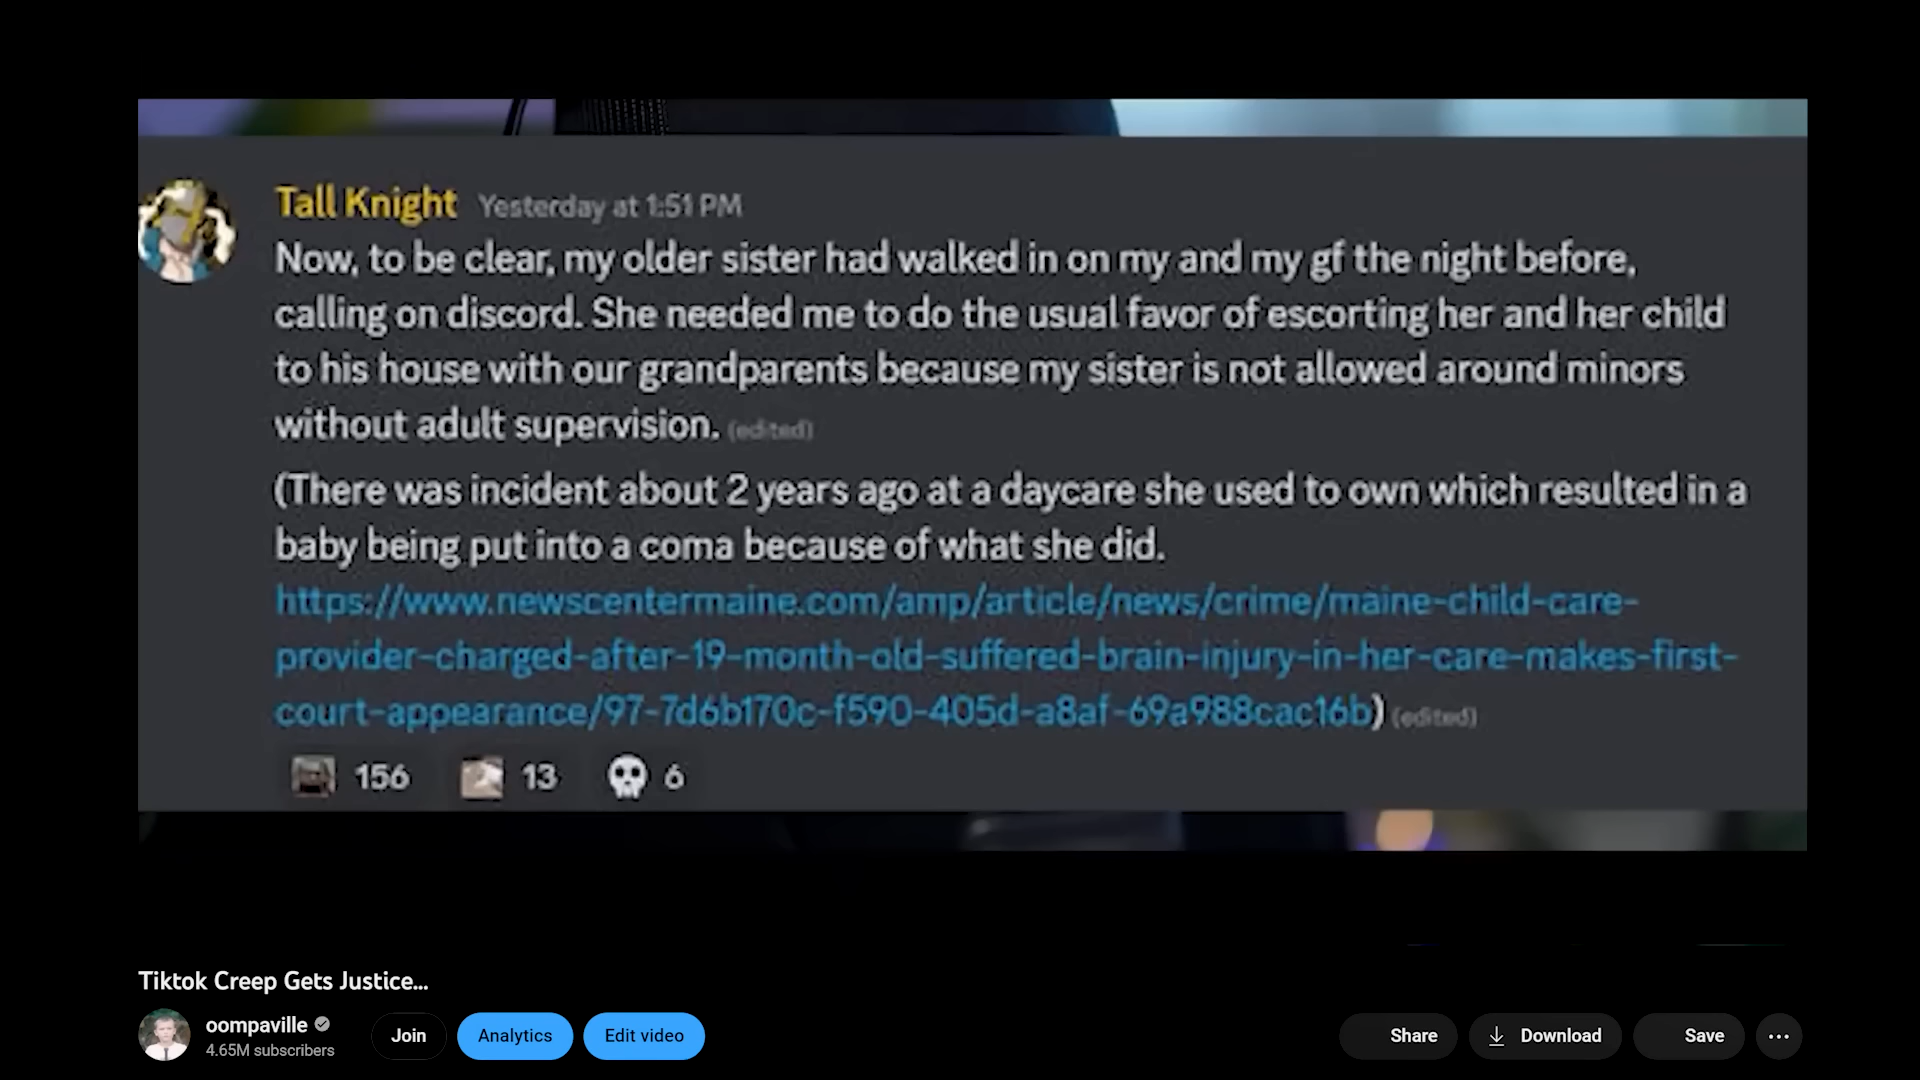 Tall Knight Yesterday at 1:51 PM
Now, to be clear, my older sister had walked in on my and my gf the night before,
calling on discord. She needed me to do the usual favor of escorting her and her child
to his house with our grandparents because my sister is not allowed around minors
without adult supervision. (edited)
(There was incident about 2 years ago at a daycare she used to own which resulted in a
baby being put into a coma because of what she did.
https://www.newscentermaine.com/amp/article/news/crime/maine-child-care-
provider-charged-after-19-month-old-suffered-brain-injury-in-her-care-makes-first-
court-appearance/97-7d6b170c-f590-405d-a8af-69a988cac16b) (edited)
156 13 6
Tiktok Creep Gets Justice...
oompaville
4.65M subscribers
Join Analytics Edit video Share Download Save